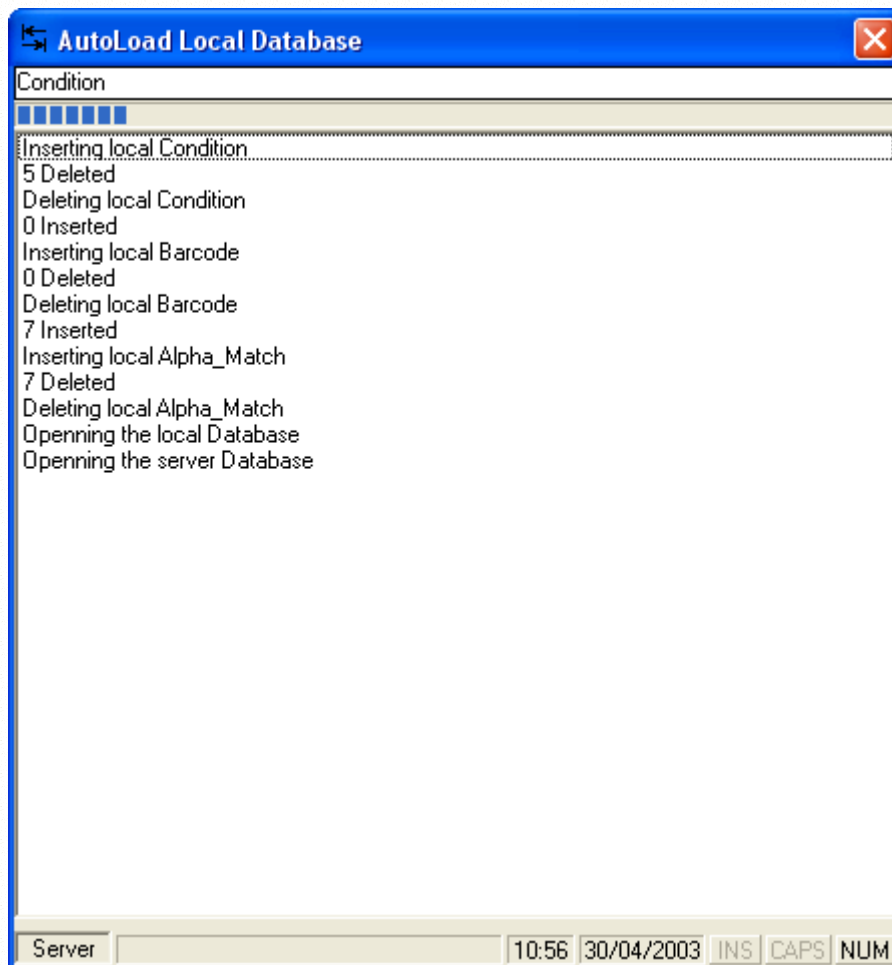 AutoLoad Local Database
Condition
Inserting local Condition
5 Deleted
Deleting local Condition
0 Inserted
Inserting local Barcode
0 Deleted
Deleting local Barcode
7 Inserted
Inserting local Alpha_Match
7 Deleted
Deleting local Alpha_Match
Openning the local Database
Openning the server Database
Server 10:56 30/04/2003 INS CAPS NUM